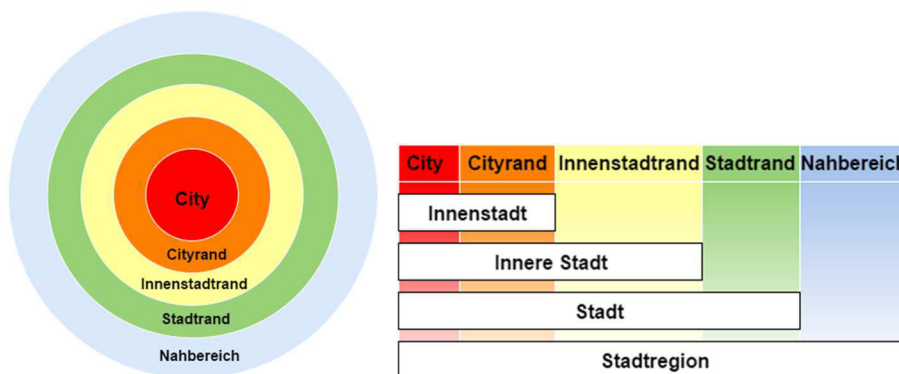 City
Cityrand
Innenstadtrand
Stadtrand
Nahbereich
City Cityrand Innenstadtrand Stadtrand Nahbereich
Innenstadt
Innere Stadt
Stadt
Stadtregion